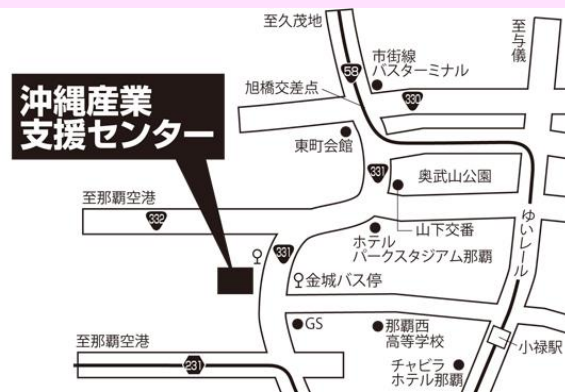 至久茂地
至与儀
58
市街線
バスターミナル
旭橋交差点
330
沖縄産業
支援センター
東町会館
331
奥武山公園
至那覇空港
332
山下交番
ホテル
パークスタジアム那覇
ゆいレール
331
金城バス停
GS
那覇西
高等学校
小禄駅
至那覇空港
231
チャビラ
ホテル那覇